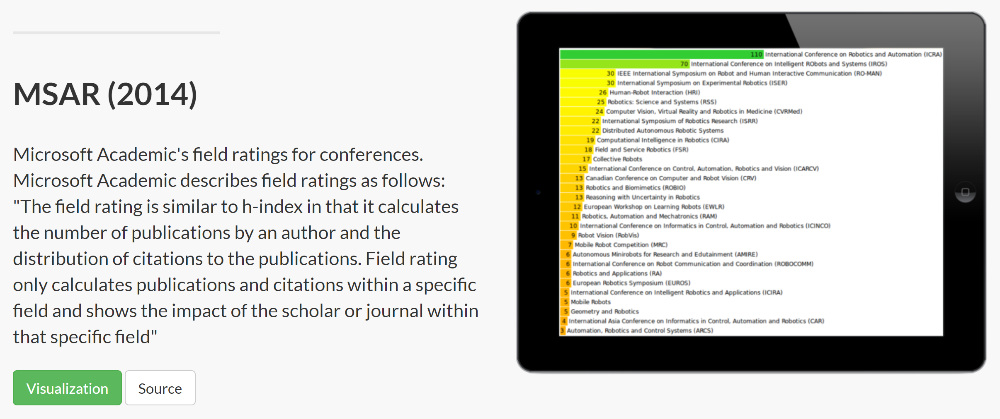 MSAR (2014)
Microsoft Academic's field ratings for conferences.
Microsoft Academic describes field ratings as follows:
"The field rating is similar to h-index in that it calculates
the number of publications by an author and the
distribution of citations to the publications. Field rating
only calculates publications and citations within a specific
field and shows the impact of the scholar or journal within
that specific field"
Visualization Source
110 International Conference on Robotics and Automation (ICRA)
70 International Conference on Intelligent RObots and Systems (IROS)
30 IEEE International Symposium on Robot and Human Interactive Communication (RO-MAN)
30 International Symposium on Experimental Robotics (ISER)
26 Human-Robot Interaction (HRI)
25 Robotics: Science and Systems (RSS)
24 Computer Vision, Virtual Reality and Robotics in Medicine (CVRMed)
22 International Symposium of Robotics Research (ISRR)
22 Distributed Autonomous Robotic Systems
19 Computational Intelligence in Robotics (CIRA)
18 Field and Service Robotics (FSR)
17 Collective Robots
15 International Conference on Control, Automation, Robotics and Vision (ICARCV)
13 Canadian Conference on Computer and Robot Vision (CRV)
13 Robotics and Biomimetics (ROBIO)
13 Reasoning with Uncertainty in Robotics
12 European Workshop on Learning Robots (EWLR)
11 Robotics, Automation and Mechatronics (RAM)
10 International Conference on Informatics in Control, Automation and Robotics (ICINCO)
9 Robot Vision (RobVis)
7 Mobile Robot Competition (MRC)
6 Autonomous Minirobots for Research and Edutainment (AMIRE)
6 International Conference on Robot Communication and Coordination (ROBOCOMM)
6 Robotics and Applications (RA)
6 European Robotics Symposium (EUROS)
5 International Conference on Intelligent Robotics and Applications (ICIRA)
5 Mobile Robots
5 Geometry and Robotics
4 International Asia Conference on Informatics in Control, Automation and Robotics (CAR)
3 Automation, Robotics and Control Systems (ARCS)